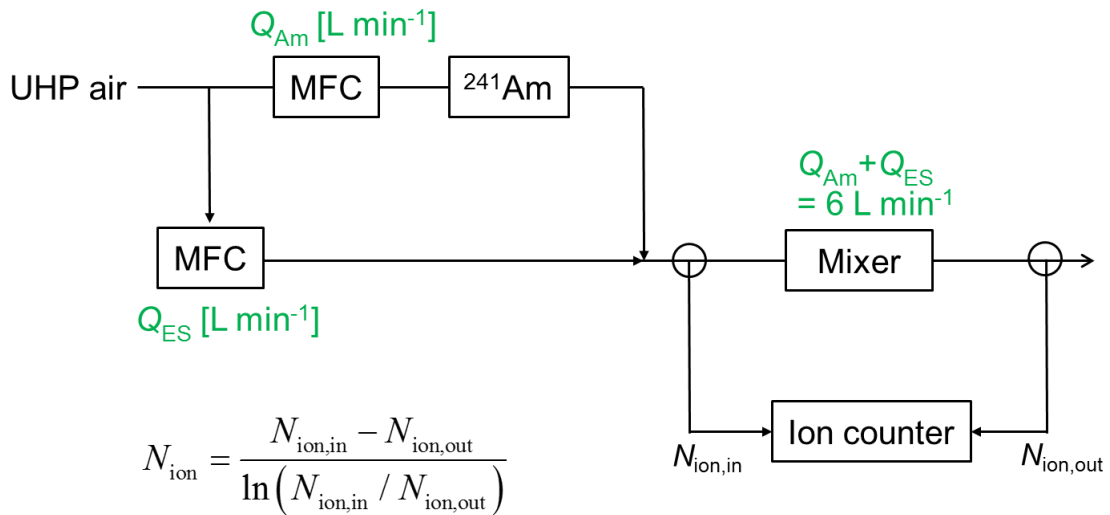 Q_Am [L min⁻¹]
UHP air
MFC
²⁴¹Am
Q_Am+Q_ES
= 6 L min⁻¹
MFC
Mixer
Q_ES [L min⁻¹]
N_ion = (N_ion,in − N_ion,out) / ln(N_ion,in / N_ion,out)
Ion counter
N_ion,in
N_ion,out